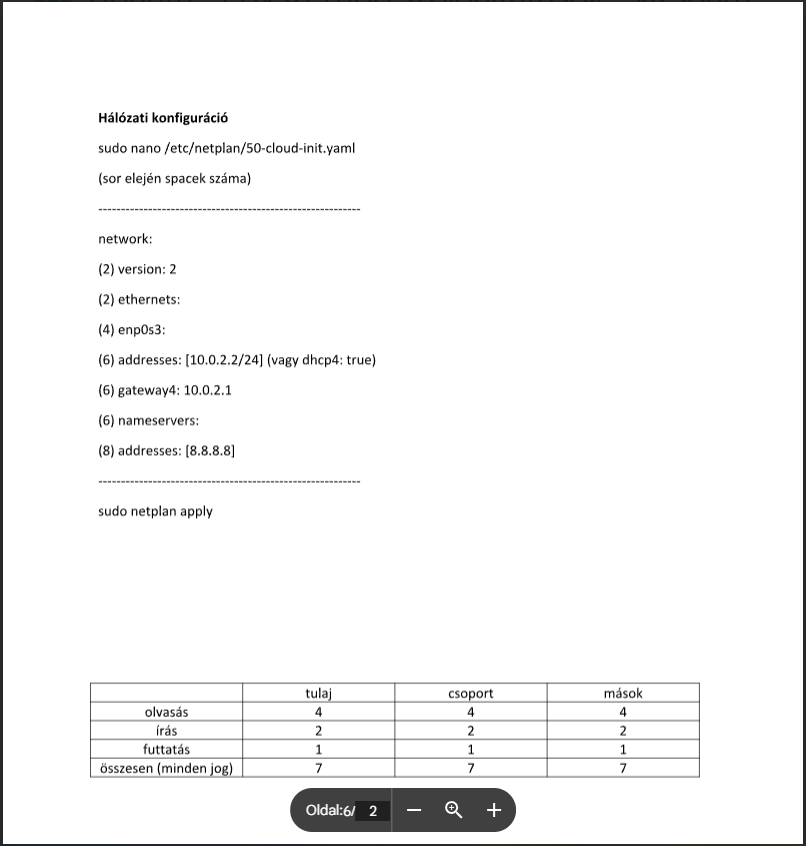 Hálózati konfiguráció
sudo nano /etc/netplan/50-cloud-init.yaml
(sor elején spacek száma)
----------------------------------------------------------
network:
(2) version: 2
(2) ethernets:
(4) enp0s3:
(6) addresses: [10.0.2.2/24] (vagy dhcp4: true)
(6) gateway4: 10.0.2.1
(6) nameservers:
(8) addresses: [8.8.8.8]
----------------------------------------------------------
sudo netplan apply
tulaj csoport mások
olvasás 4 4 4
írás 2 2 2
futtatás 1 1 1
összesen (minden jog) 7 7 7
Oldal:6/ 2